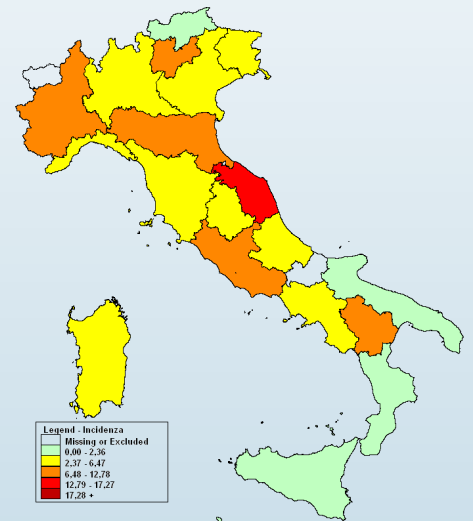 Legend - Incidenza
Missing or Excluded
0,00 - 2,36
2,37 - 6,47
6,48 - 12,78
12,79 - 17,27
17,28 +